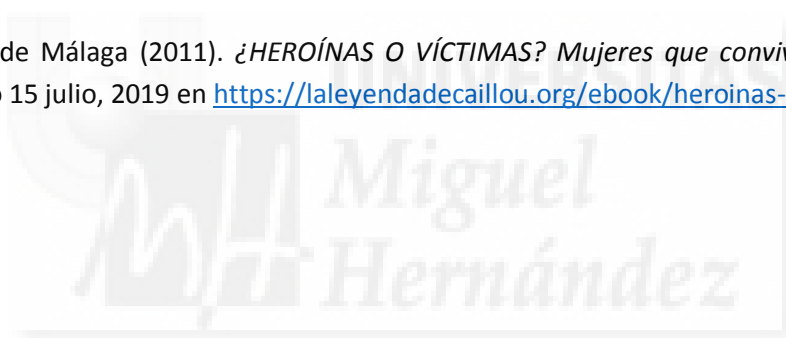 de Málaga (2011). ¿HEROÍNAS O VÍCTIMAS? Mujeres que conviv
15 julio, 2019 en https://laleyendadecaillou.org/ebook/heroinas-
UNIVERSITAS
Miguel
Hernández